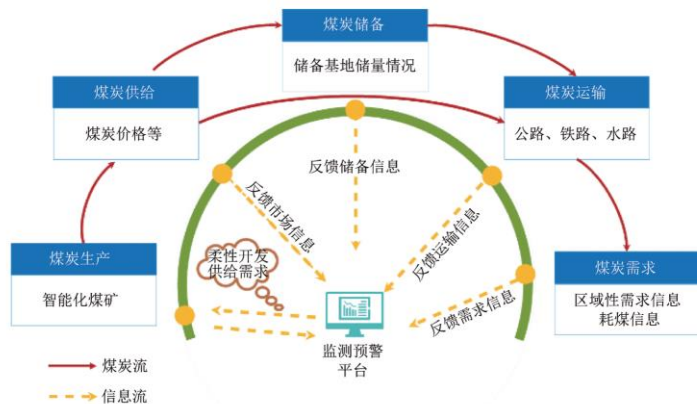 煤炭储备
储备基地储量情况
煤炭供给
煤炭价格等
煤炭运输
公路、铁路、水路
反馈储备信息
反馈市场信息
反馈运输信息
煤炭生产
智能化煤矿
柔性开发
供给需求
煤炭需求
区域性需求信息
耗煤信息
反馈需求信息
监测预警
平台
煤炭流
信息流